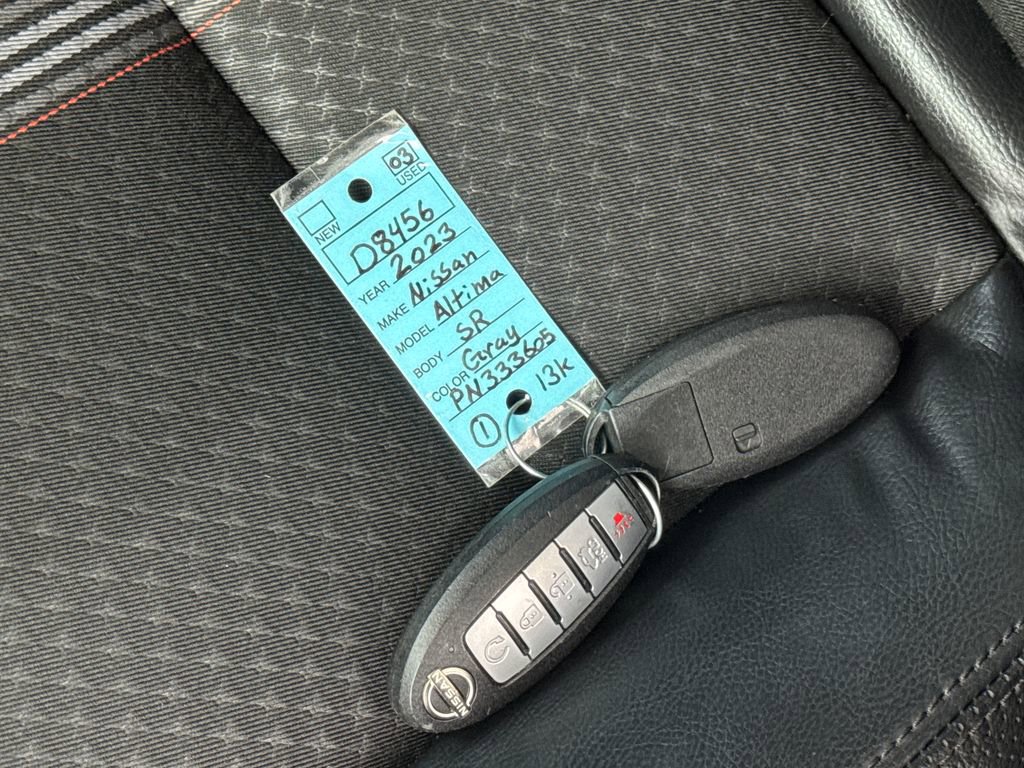 03
NEW USED
D8456
YEAR 2023
MAKE Nissan
MODEL Altima
BODY SR
COLOR Gray
PN333605
1 13K
NISSAN